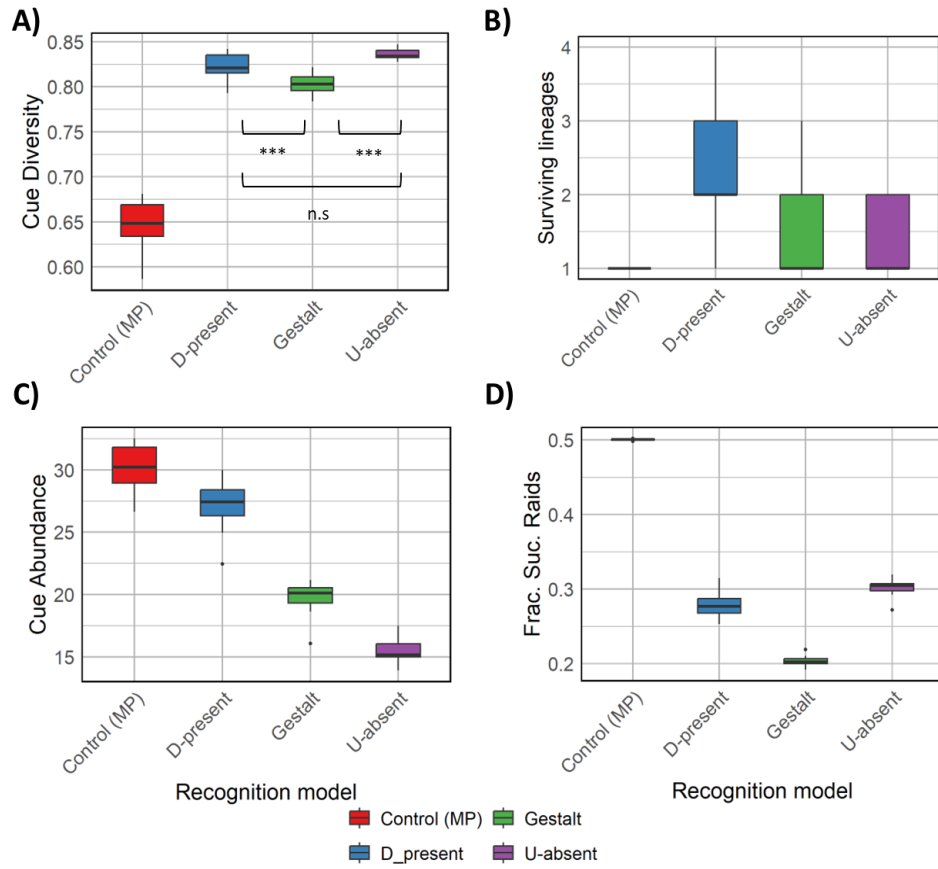 A)
Cue Diversity
0.85
0.80
0.75
0.70
0.65
0.60
***
***
n.s
Control (MP)
D-present
Gestalt
U-absent
B)
Surviving lineages
4
3
2
1
Control (MP)
D-present
Gestalt
U-absent
C)
Cue Abundance
30
25
20
15
Control (MP)
D-present
Gestalt
U-absent
Recognition model
D)
Frac. Suc. Raids
0.5
0.4
0.3
0.2
Control (MP)
D-present
Gestalt
U-absent
Recognition model
Control (MP)
Gestalt
D_present
U-absent